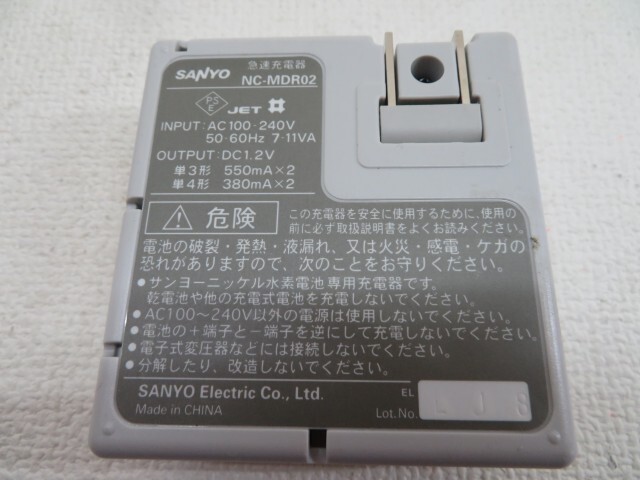 SANYO 急速充電器
NC-MDR02
PS E JET
INPUT:AC100-240V
50-60Hz 7-11VA
OUTPUT:DC1.2V
単3形 550mA×2
単4形 380mA×2
危険
この充電器を安全に使用するために、使用の
前に必ず取扱説明書をよくお読みください。
電池の破裂・発熱・液漏れ、又は火災・感電・ケガの
恐れがありますので、次のことをお守りください。
●サンヨーニッケル水素電池専用充電器です。
乾電池や他の充電式電池を充電しないでください。
●AC100～240V以外の電源は使用しないでください。
●電池の+端子と-端子を逆にして充電しないでください。
●電子式変圧器などには接続しないでください。
●分解したり、改造しないでください。
SANYO Electric Co., Ltd.
Made in CHINA
EL
Lot.No. LJS